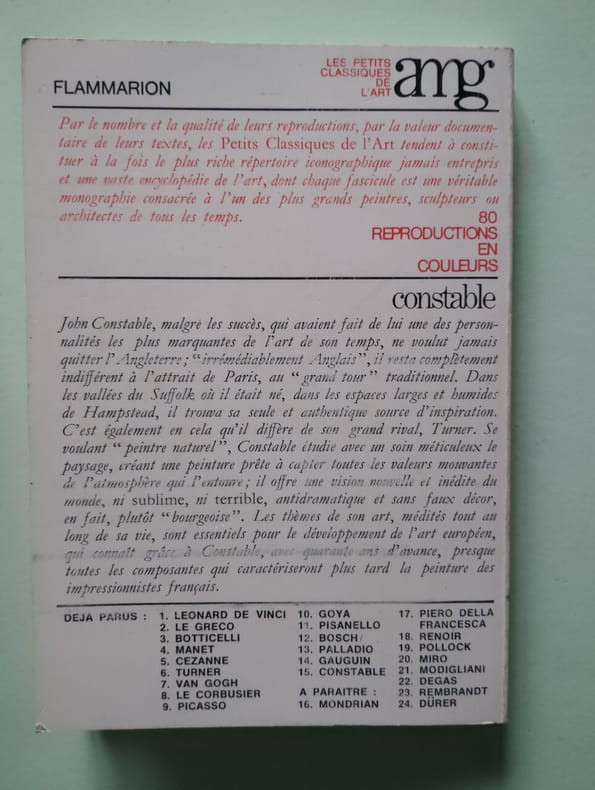 FLAMMARION
LES PETITS
CLASSIQUES
DE
L'ART
amg
Par le nombre et la qualité de leurs reproductions, par la valeur documen-
taire de leurs textes, les Petits Classiques de l'Art tendent à consti-
tuer à la fois le plus riche répertoire iconographique jamais entrepris
et une vaste encyclopédie de l'art, dont chaque fascicule est une véritable
monographie consacrée à l'un des plus grands peintres, sculpteurs ou
architectes de tous les temps.
80
REPRODUCTIONS
EN
COULEURS
constable
John Constable, malgré les succès, qui avaient fait de lui une des person-
nalités les plus marquantes de l'art de son temps, ne voulut jamais
quitter l'Angleterre ; "irrémédiablement Anglais", il resta complètement
indifférent à l'attrait de Paris, au "grand tour" traditionnel. Dans
les vallées du Suffolk où il était né, dans les espaces larges et humides
de Hampstead, il trouva sa seule et authentique source d'inspiration.
C'est également en cela qu'il diffère de son grand rival, Turner. Se
voulant "peintre naturel", Constable étudie avec un soin méticuleux le
paysage, créant une peinture prête à capter toutes les valeurs mouvantes
de l'atmosphère qui l'entoure ; il offre une vision nouvelle et inédite du
monde, ni sublime, ni terrible, antidramatique et sans faux décor,
en fait, plutôt "bourgeoise". Les thèmes de son art, médités tout au
long de sa vie, sont essentiels pour le développement de l'art européen,
qui connaît grâce à Constable, avec quarante ans d'avance, presque
toutes les composantes qui caractériseront plus tard la peinture des
impressionnistes français.
DEJA PARUS :
1. LEONARD DE VINCI
2. LE GRECO
3. BOTTICELLI
4. MANET
5. CEZANNE
6. TURNER
7. VAN GOGH
8. LE CORBUSIER
9. PICASSO
10. GOYA
11. PISANELLO
12. BOSCH
13. PALLADIO
14. GAUGUIN
15. CONSTABLE
A PARAITRE :
16. MONDRIAN
17. PIERO DELLA
FRANCESCA
18. RENOIR
19. POLLOCK
20. MIRO
21. MODIGLIANI
22. DEGAS
23. REMBRANDT
24. DÜRER